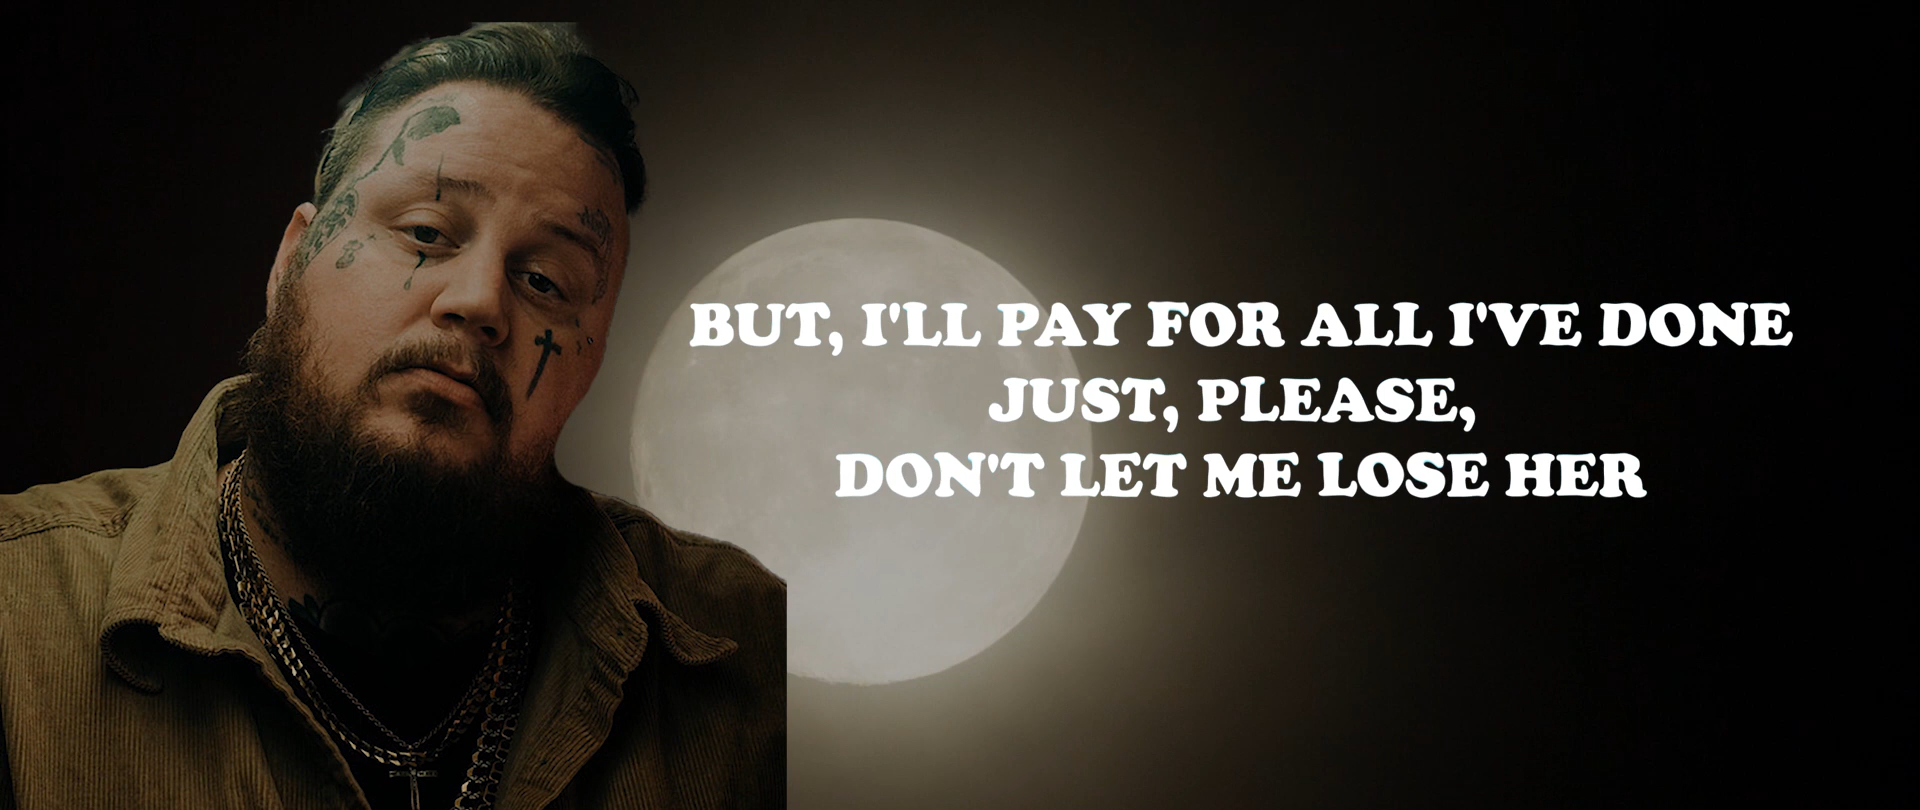 BUT, I'LL PAY FOR ALL I'VE DONE
JUST, PLEASE,
DON'T LET ME LOSE HER